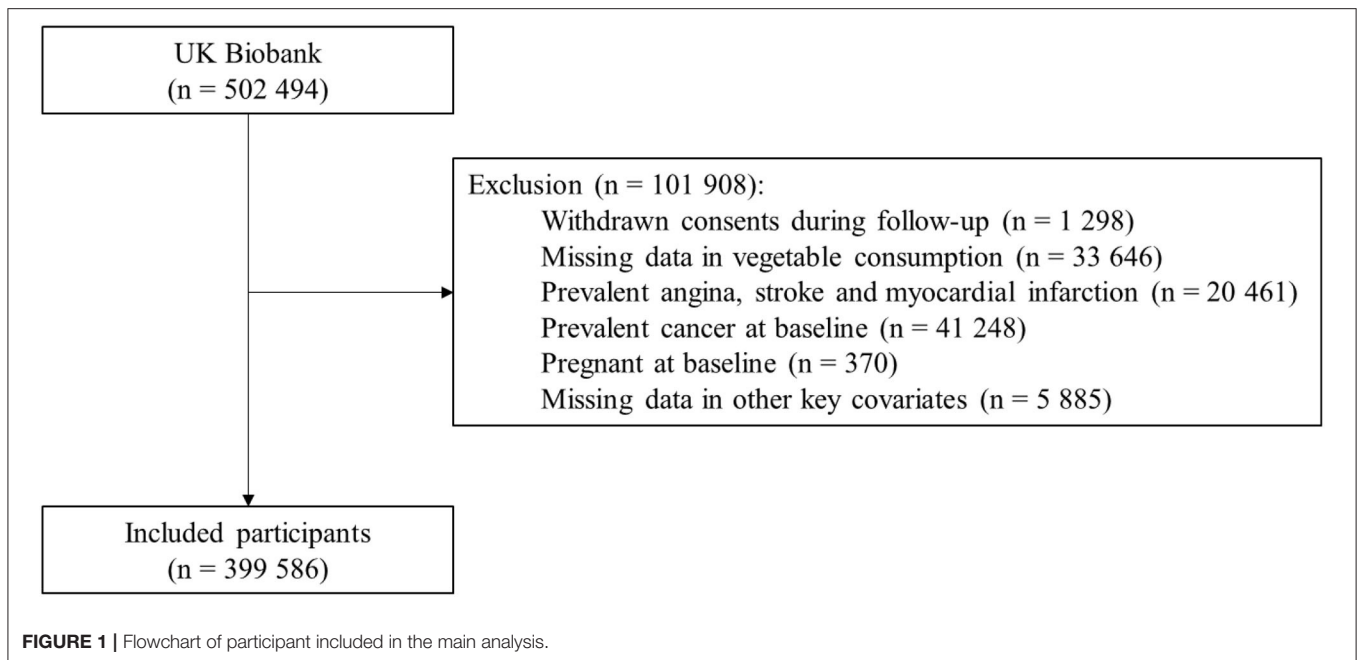 UK Biobank
(n = 502 494)
Exclusion (n = 101 908):
Withdrawn consents during follow-up (n = 1 298)
Missing data in vegetable consumption (n = 33 646)
Prevalent angina, stroke and myocardial infarction (n = 20 461)
Prevalent cancer at baseline (n = 41 248)
Pregnant at baseline (n = 370)
Missing data in other key covariates (n = 5 885)
Included participants
(n = 399 586)
FIGURE 1 | Flowchart of participant included in the main analysis.